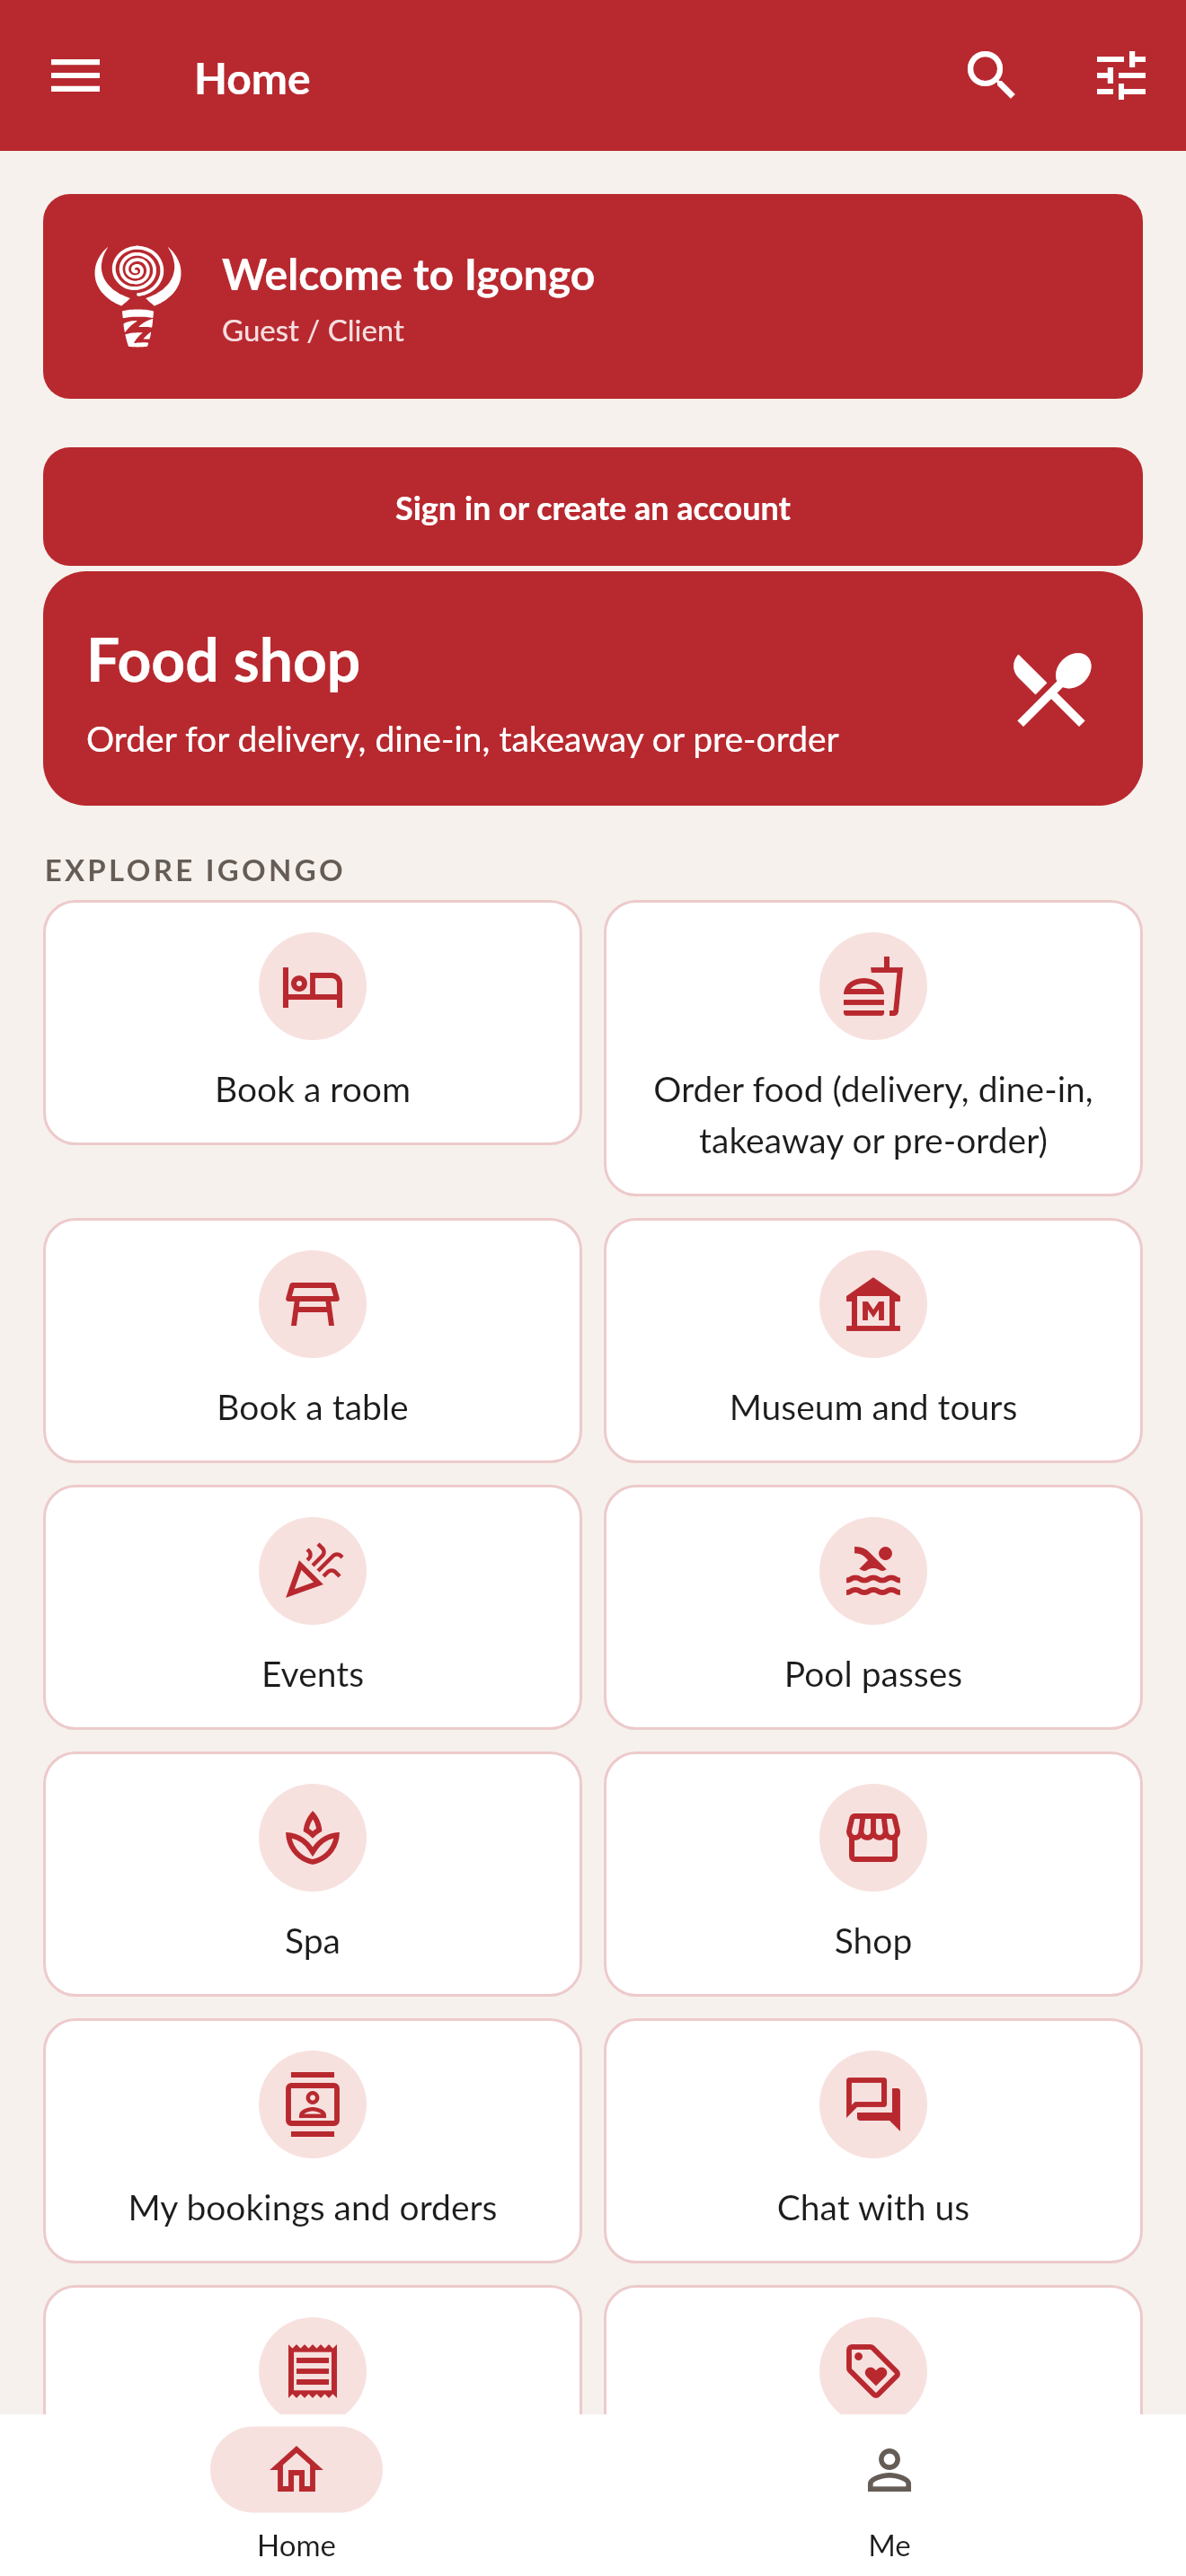 Home
Welcome to Igongo
Guest / Client
Sign in or create an account
Food shop
Order for delivery, dine-in, takeaway or pre-order
EXPLORE IGONGO
Book a room
Order food (delivery, dine-in,
takeaway or pre-order)
Book a table
M
Museum and tours
Events
Pool passes
Spa
Shop
My bookings and orders
Chat with us
Home
Me